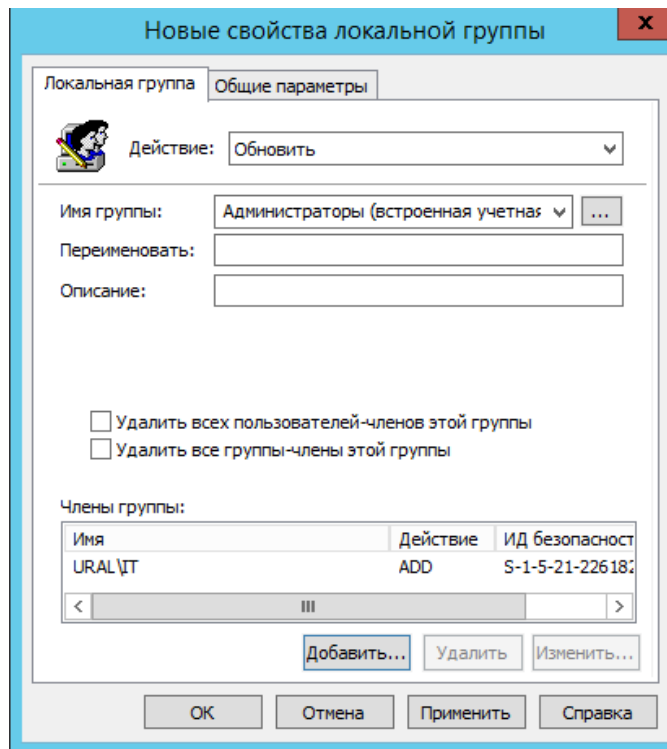 Новые свойства локальной группы
x
Локальная группа Общие параметры
Действие: Обновить
Имя группы: Администраторы (встроенная учетная ...
Переименовать:
Описание:
Удалить всех пользователей-членов этой группы
Удалить все группы-члены этой группы
Члены группы:
Имя Действие ИД безопасност
URAL\IT ADD S-1-5-21-226182
Добавить... Удалить Изменить...
ОК Отмена Применить Справка